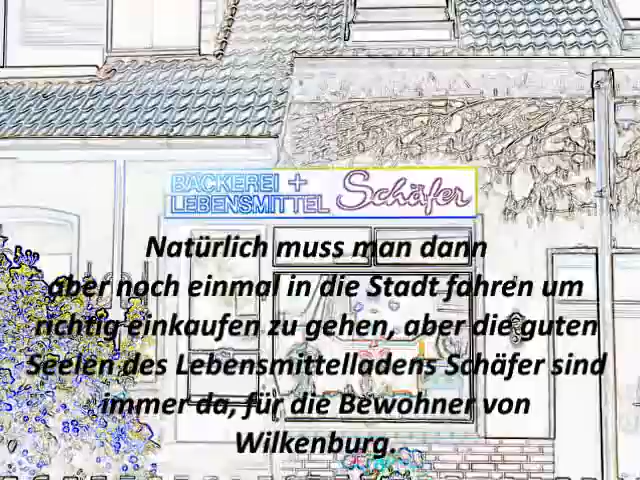 BÄCKEREI +
LEBENSMITTEL Schäfer
Natürlich muss man dann
aber noch einmal in die Stadt fahren um
richtig einkaufen zu gehen, aber die guten
Seelen des Lebensmittelladens Schäfer sind
immer da, für die Bewohner von
Wilkenburg.